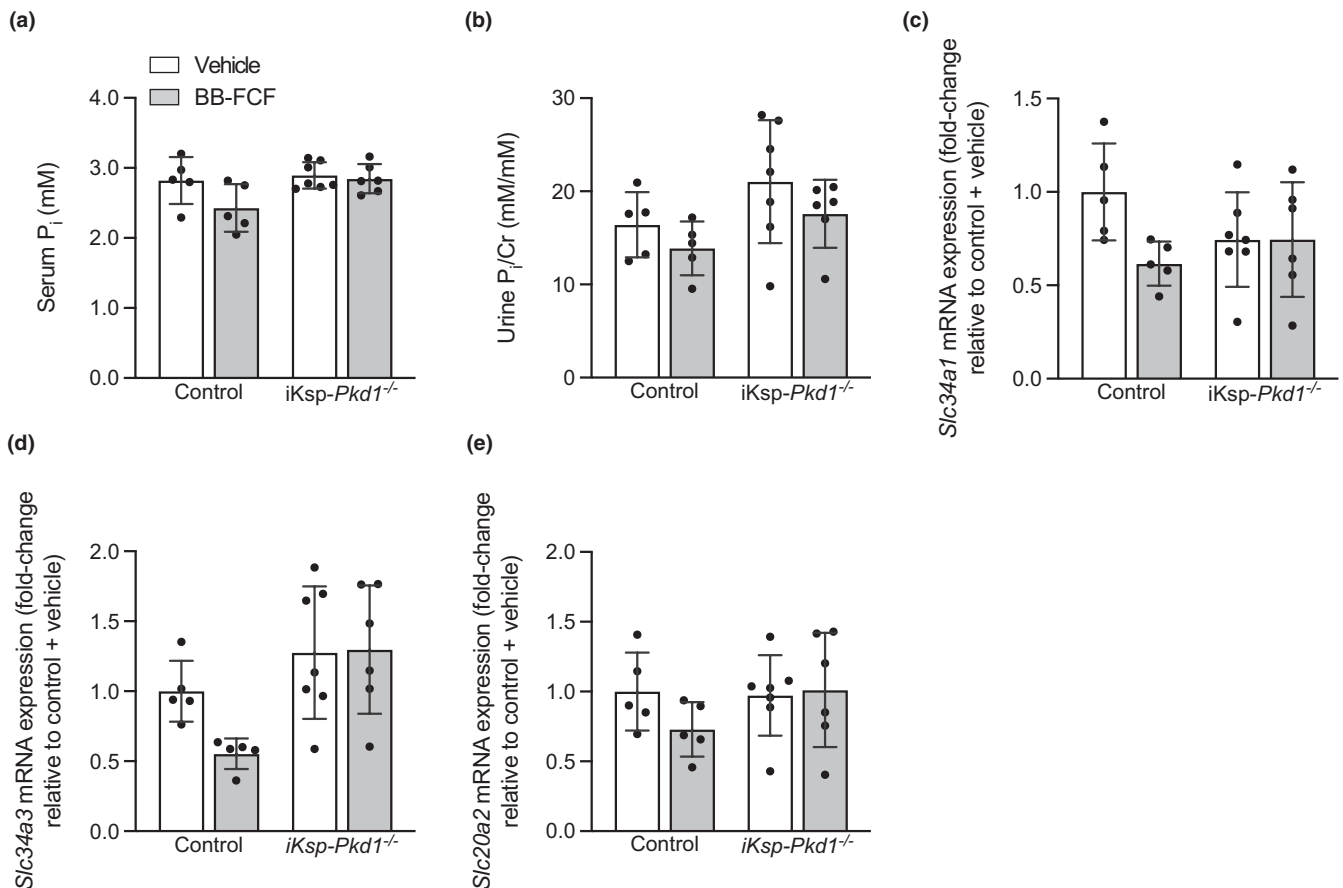 (a)
Vehicle
BB-FCF
Serum Pi (mM)
4.0
3.0
2.0
1.0
0.0
Control
iKsp-Pkd1-/-
(b)
Urine Pi/Cr (mM/mM)
30
20
10
0
Control
iKsp-Pkd1-/-
(c)
Slc34a1 mRNA expression (fold-change
relative to control + vehicle)
1.5
1.0
0.5
0.0
Control
iKsp-Pkd1-/-
(d)
Slc34a3 mRNA expression (fold-change
relative to control + vehicle)
2.0
1.5
1.0
0.5
0.0
Control
iKsp-Pkd1-/-
(e)
Slc20a2 mRNA expression (fold-change
relative to control + vehicle)
2.0
1.5
1.0
0.5
0.0
Control
iKsp-Pkd1-/-